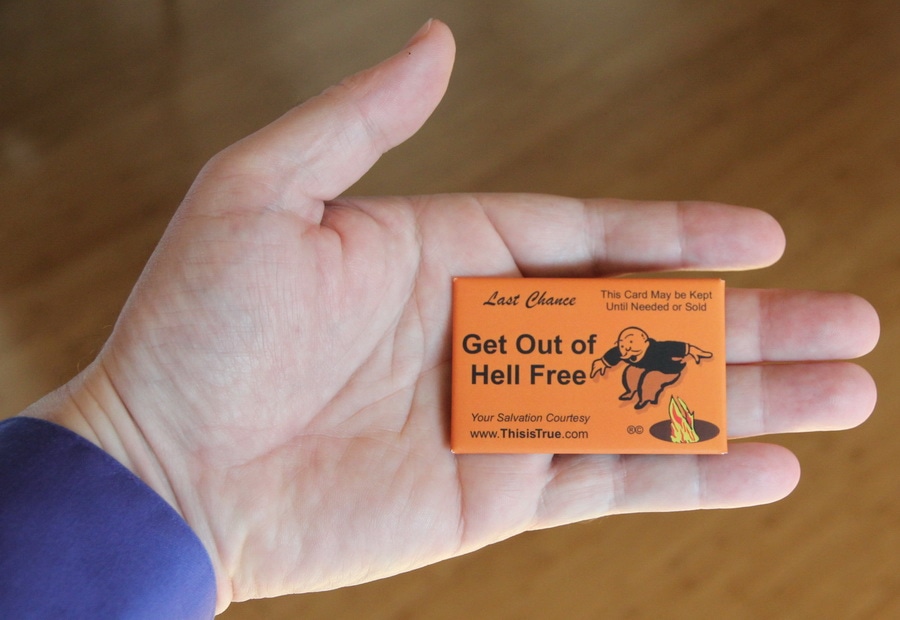 Last Chance
This Card May be Kept
Until Needed or Sold
Get Out of
Hell Free
Your Salvation Courtesy
www.ThisisTrue.com
®©